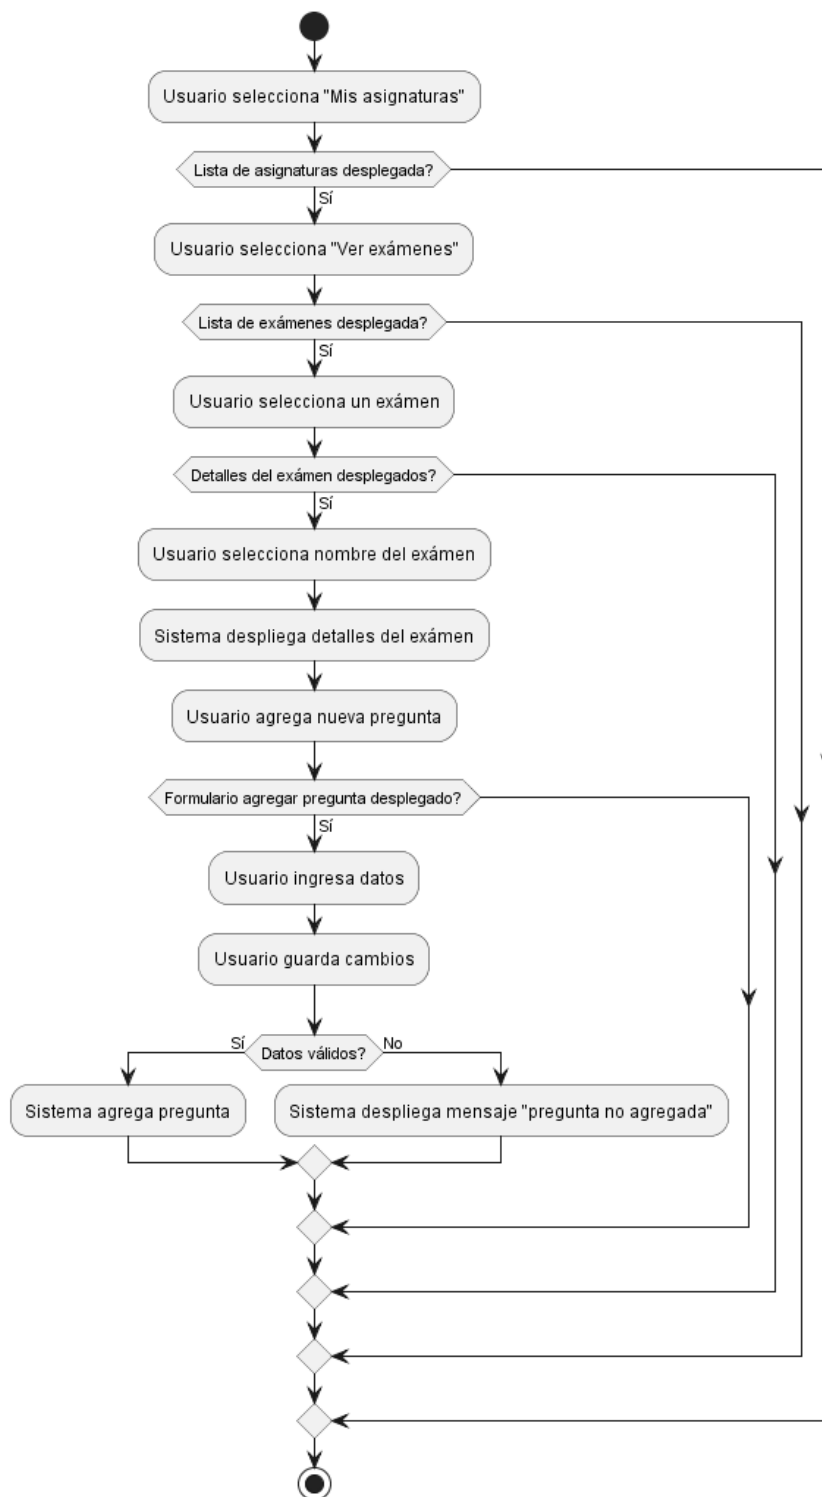 Usuario selecciona "Mis asignaturas"
Lista de asignaturas desplegada?
Sí
Usuario selecciona "Ver exámenes"
Lista de exámenes desplegada?
Sí
Usuario selecciona un exámen
Detalles del exámen desplegados?
Sí
Usuario selecciona nombre del exámen
Sistema despliega detalles del exámen
Usuario agrega nueva pregunta
Formulario agregar pregunta desplegado?
Sí
Usuario ingresa datos
Usuario guarda cambios
Sí
Datos válidos?
No
Sistema agrega pregunta
Sistema despliega mensaje "pregunta no agregada"